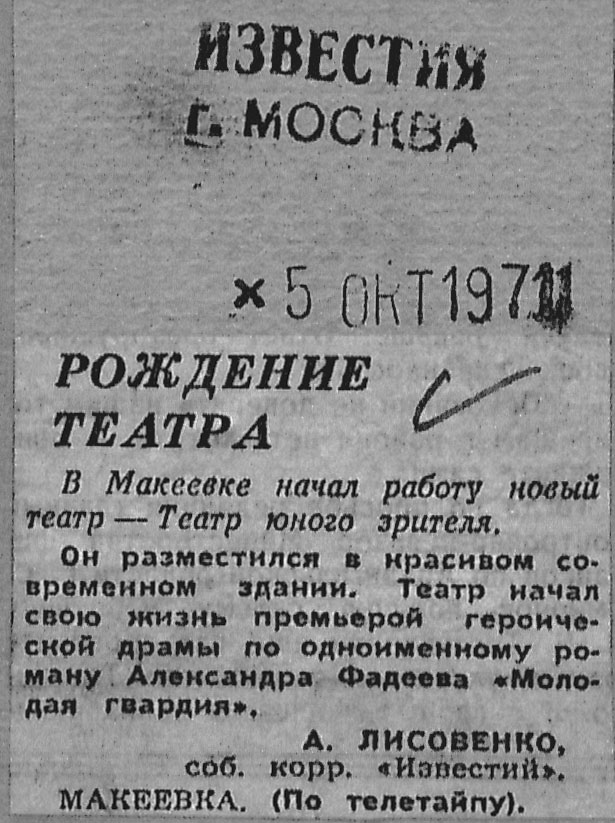 ИЗВЕСТИЯ
г. МОСКВА
× 5 ОКТ 1971
РОЖДЕНИЕ
ТЕАТРА
В Макеевке начал работу новый
театр — Театр юного зрителя.
Он разместился в красивом со-
временном здании. Театр начал
свою жизнь премьерой героиче-
ской драмы по одноименному ро-
ману Александра Фадеева «Моло-
дая гвардия».
А. ЛИСОВЕНКО,
соб. корр. «Известий».
МАКЕЕВКА. (По телетайпу).